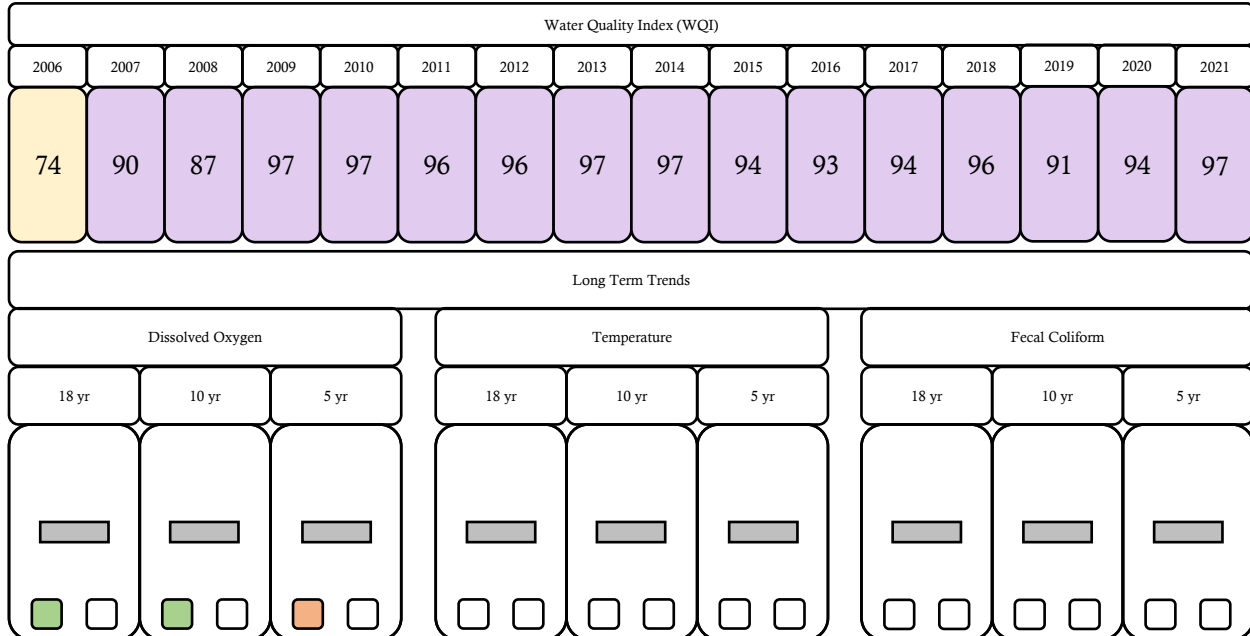 Water Quality Index (WQI)
2006 2007 2008 2009 2010 2011 2012 2013 2014 2015 2016 2017 2018 2019 2020 2021
74 90 87 97 97 96 96 97 97 94 93 94 96 91 94 97
Long Term Trends
Dissolved Oxygen Temperature Fecal Coliform
18 yr 10 yr 5 yr 18 yr 10 yr 5 yr 18 yr 10 yr 5 yr